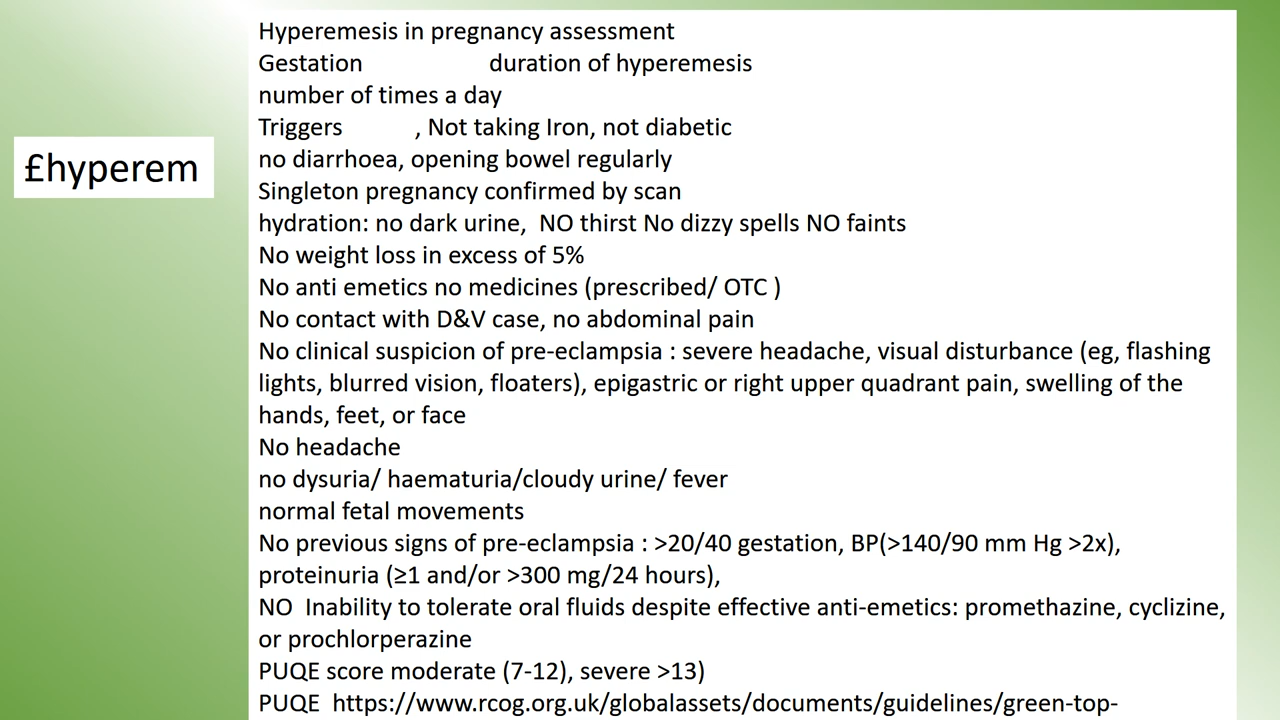 £hyperem
Hyperemesis in pregnancy assessment
Gestation duration of hyperemesis
number of times a day
Triggers , Not taking Iron, not diabetic
no diarrhoea, opening bowel regularly
Singleton pregnancy confirmed by scan
hydration: no dark urine, NO thirst No dizzy spells NO faints
No weight loss in excess of 5%
No anti emetics no medicines (prescribed/ OTC )
No contact with D&V case, no abdominal pain
No clinical suspicion of pre-eclampsia : severe headache, visual disturbance (eg, flashing
lights, blurred vision, floaters), epigastric or right upper quadrant pain, swelling of the
hands, feet, or face
No headache
no dysuria/ haematuria/cloudy urine/ fever
normal fetal movements
No previous signs of pre-eclampsia : >20/40 gestation, BP(>140/90 mm Hg >2x),
proteinuria (≥1 and/or >300 mg/24 hours),
NO Inability to tolerate oral fluids despite effective anti-emetics: promethazine, cyclizine,
or prochlorperazine
PUQE score moderate (7-12), severe >13)
PUQE https://www.rcog.org.uk/globalassets/documents/guidelines/green-top-